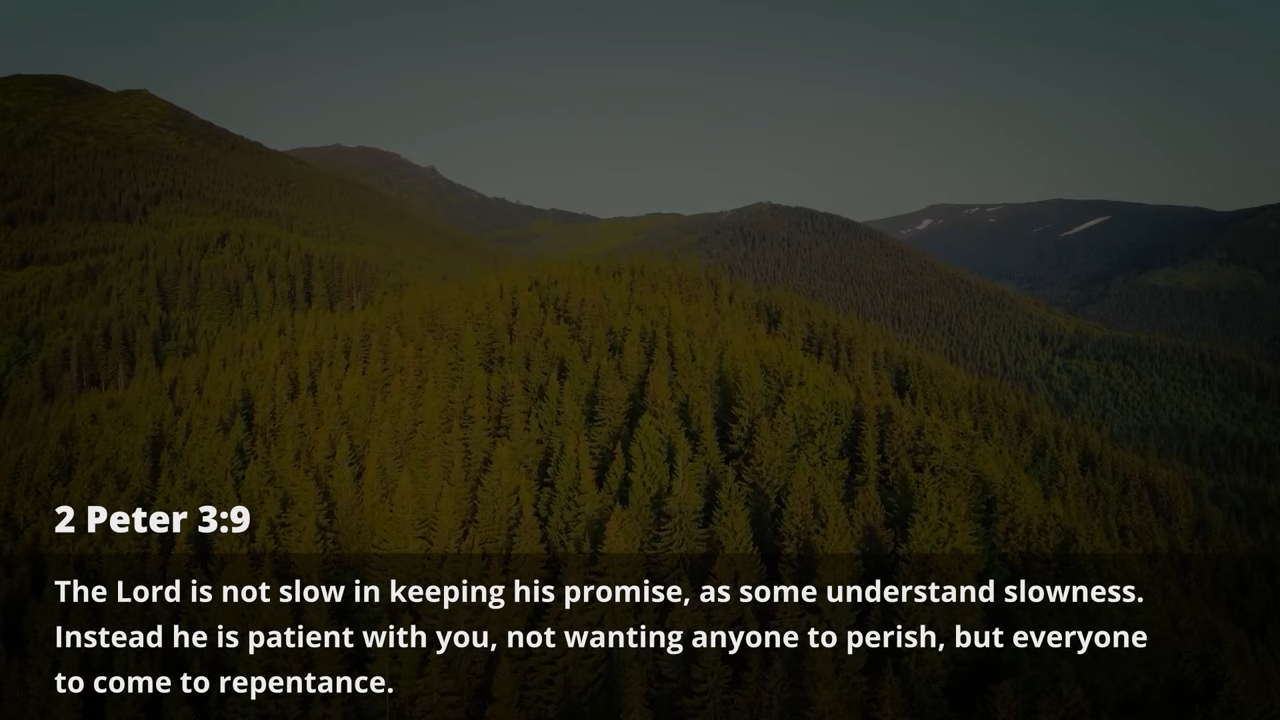 2 Peter 3:9
The Lord is not slow in keeping his promise, as some understand slowness.
Instead he is patient with you, not wanting anyone to perish, but everyone
to come to repentance.